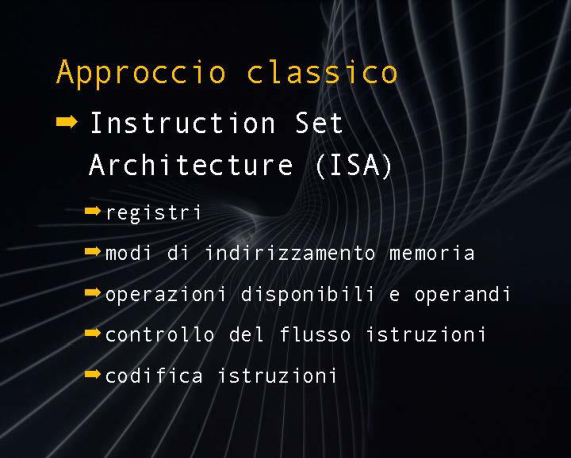 Approccio classico
➡ Instruction Set
Architecture (ISA)
➡registri
➡modi di indirizzamento memoria
➡operazioni disponibili e operandi
➡controllo del flusso istruzioni
➡codifica istruzioni